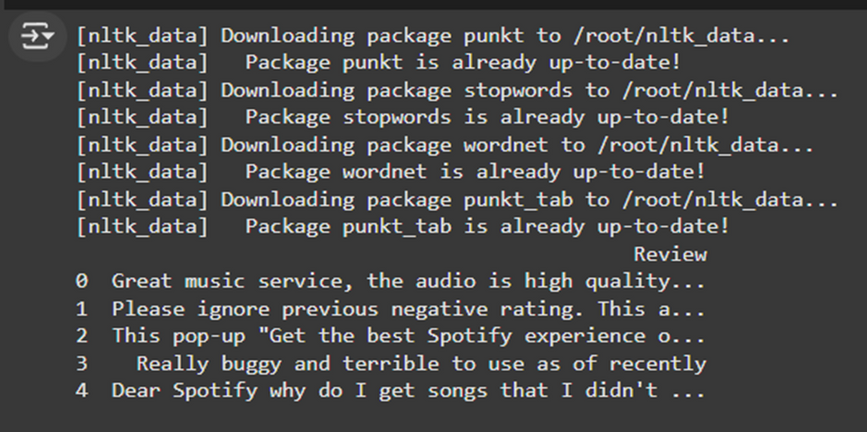 [nltk_data] Downloading package punkt to /root/nltk_data...
[nltk_data]   Package punkt is already up-to-date!
[nltk_data] Downloading package stopwords to /root/nltk_data...
[nltk_data]   Package stopwords is already up-to-date!
[nltk_data] Downloading package wordnet to /root/nltk_data...
[nltk_data]   Package wordnet is already up-to-date!
[nltk_data] Downloading package punkt_tab to /root/nltk_data...
[nltk_data]   Package punkt_tab is already up-to-date!
                                              Review
0  Great music service, the audio is high quality...
1  Please ignore previous negative rating. This a...
2  This pop-up "Get the best Spotify experience o...
3    Really buggy and terrible to use as of recently
4  Dear Spotify why do I get songs that I didn't ...